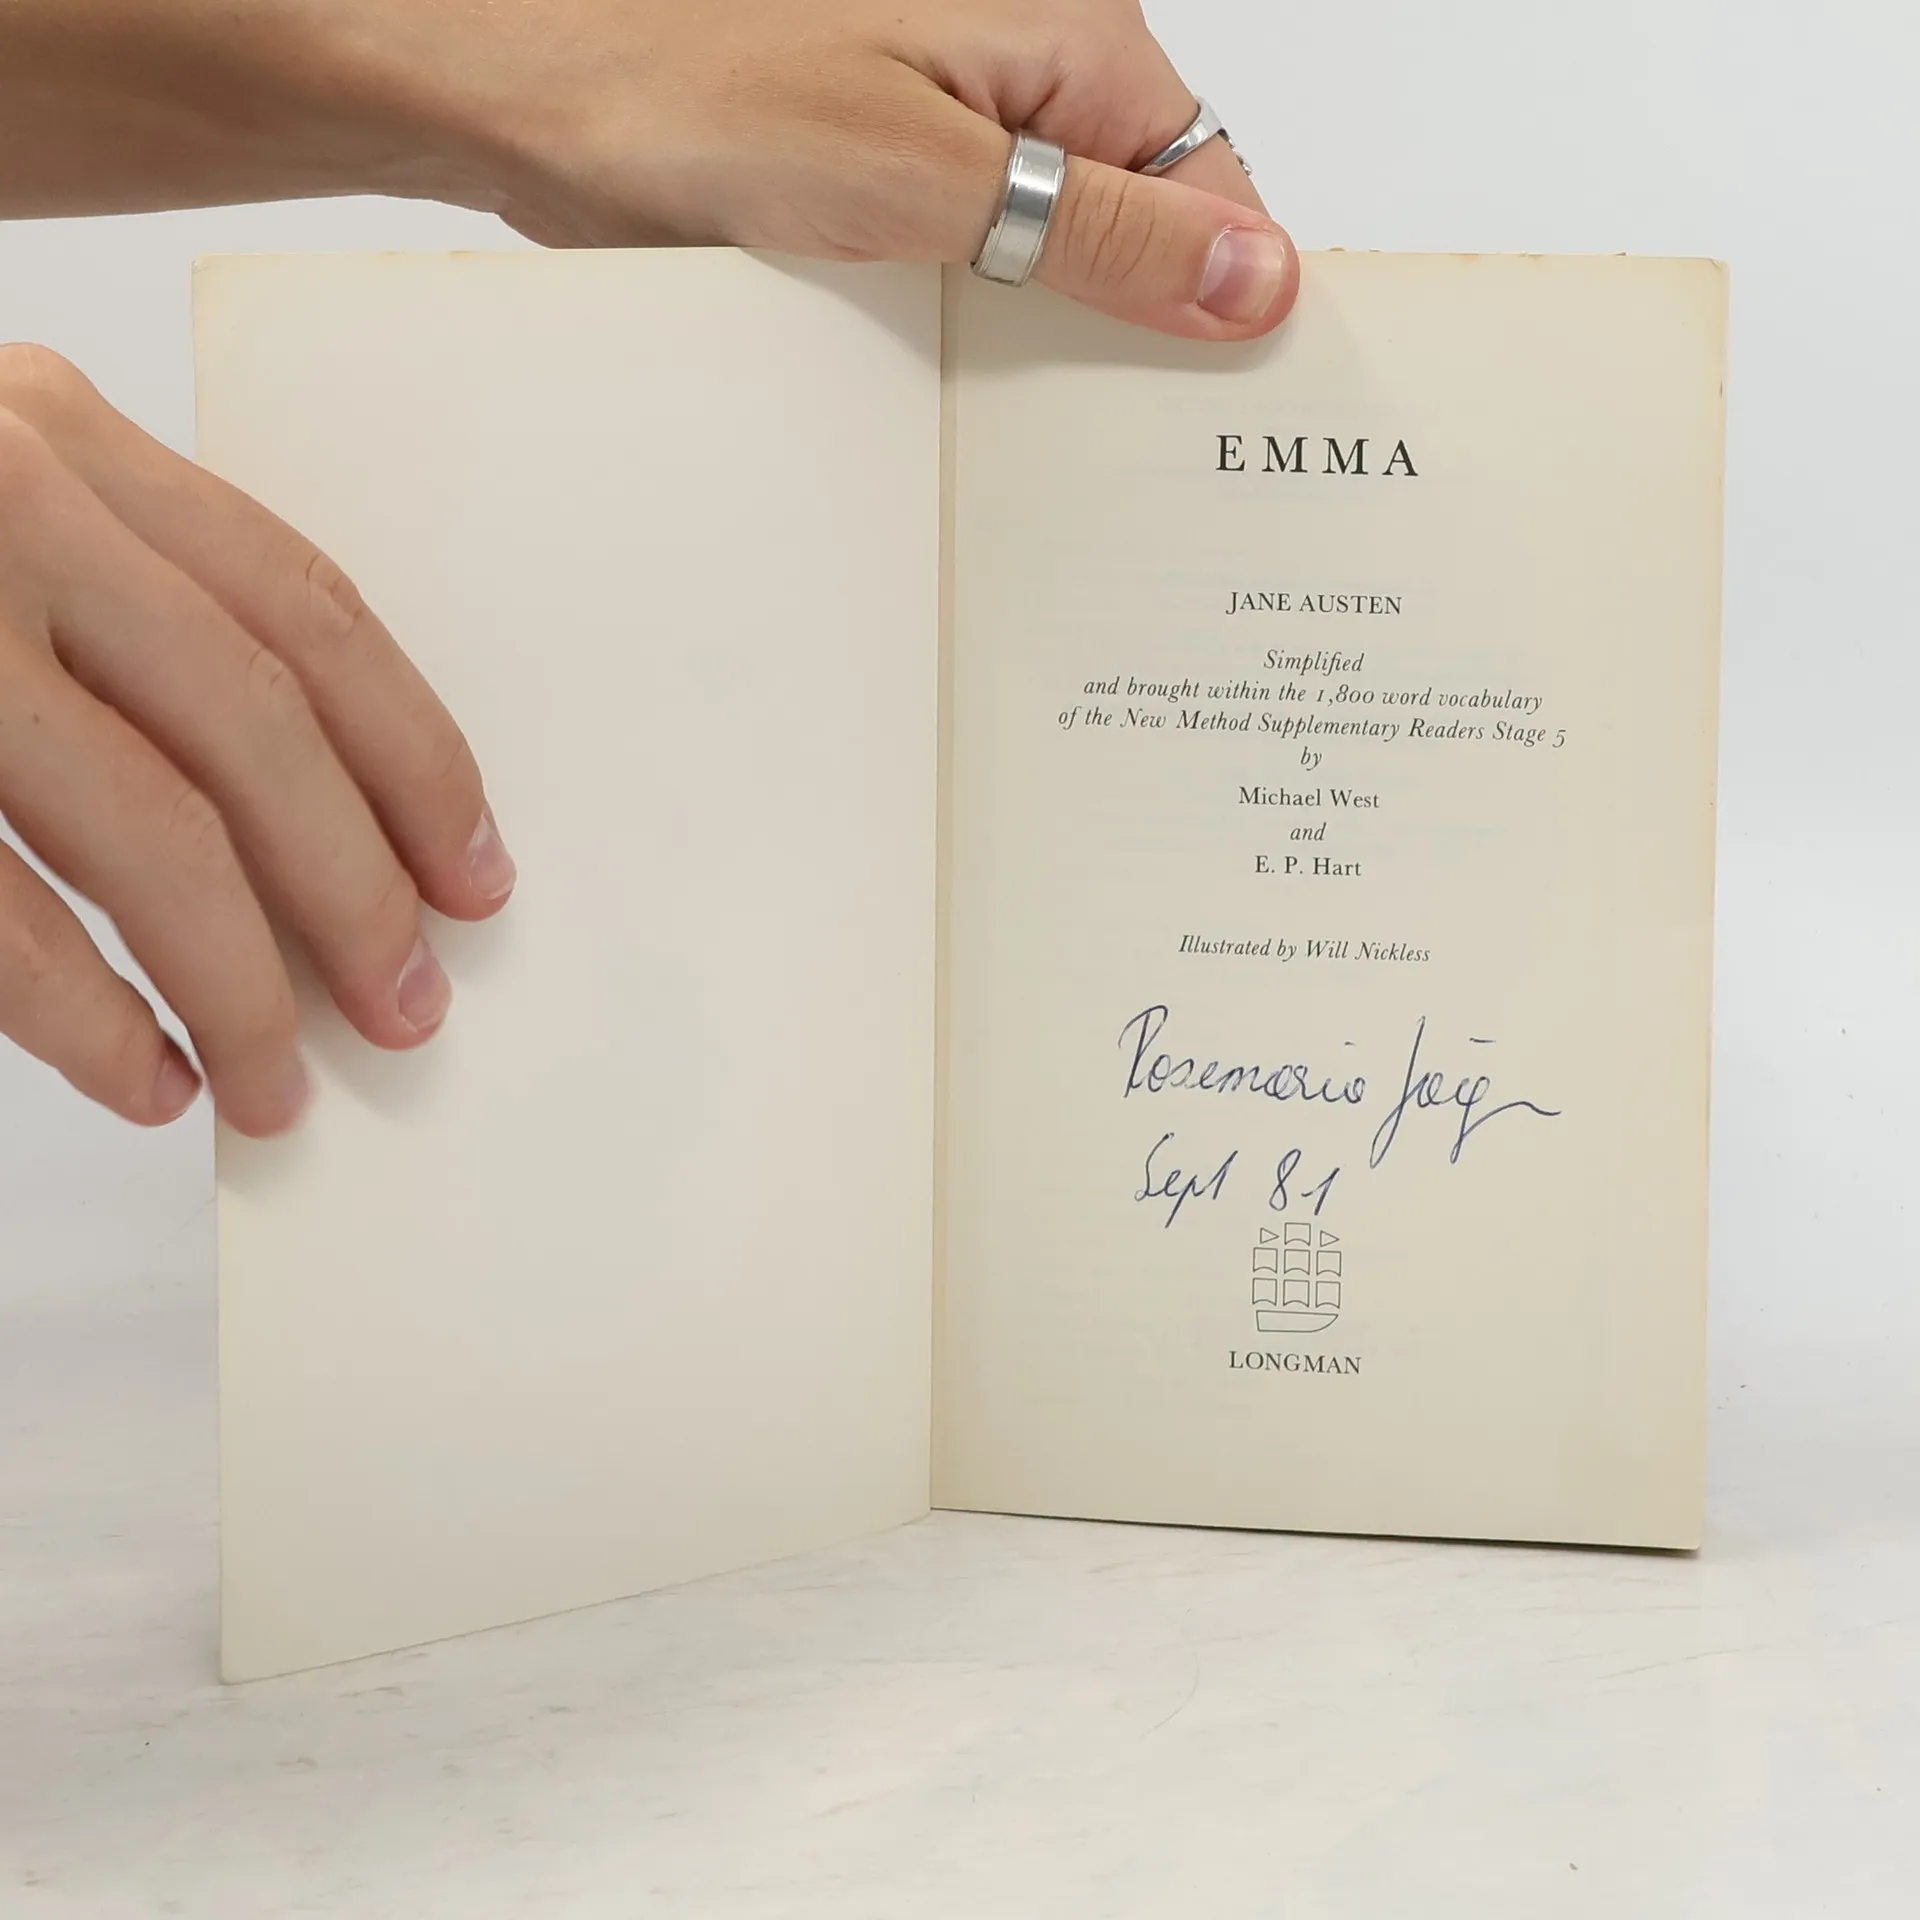 EMMA
JANE AUSTEN
Simplified
and brought within the 1,800 word vocabulary
of the New Method Supplementary Readers Stage 5
by
Michael West
and
E. P. Hart
Illustrated by Will Nickless
Rosemarie
Sept 81
LONGMAN